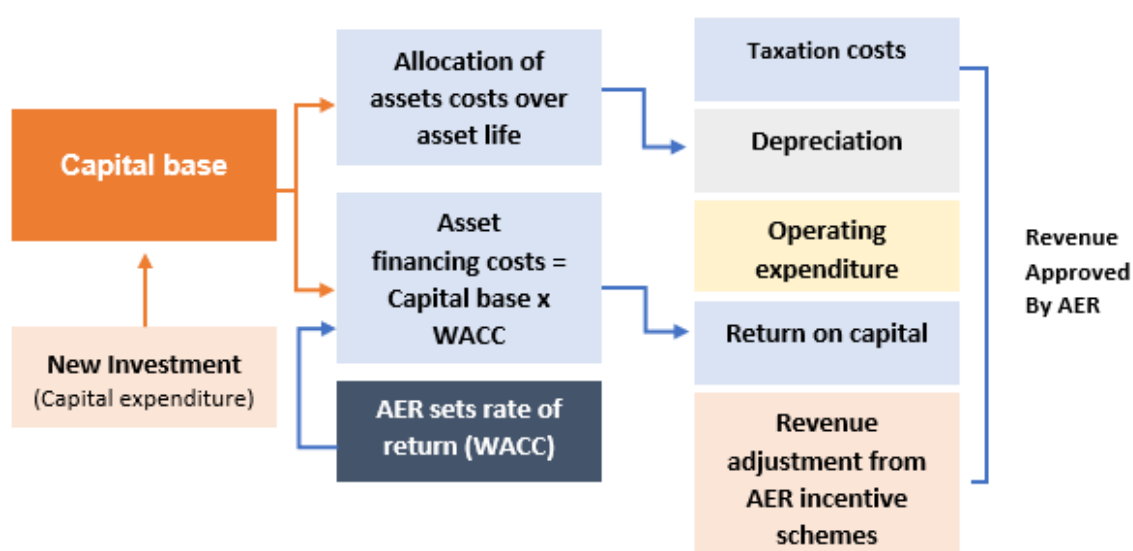 Capital base
New Investment
(Capital expenditure)
Allocation of
assets costs over
asset life
Asset
financing costs =
Capital base x
WACC
AER sets rate of
return (WACC)
Taxation costs
Depreciation
Operating
expenditure
Return on capital
Revenue
adjustment from
AER incentive
schemes
Revenue
Approved
By AER